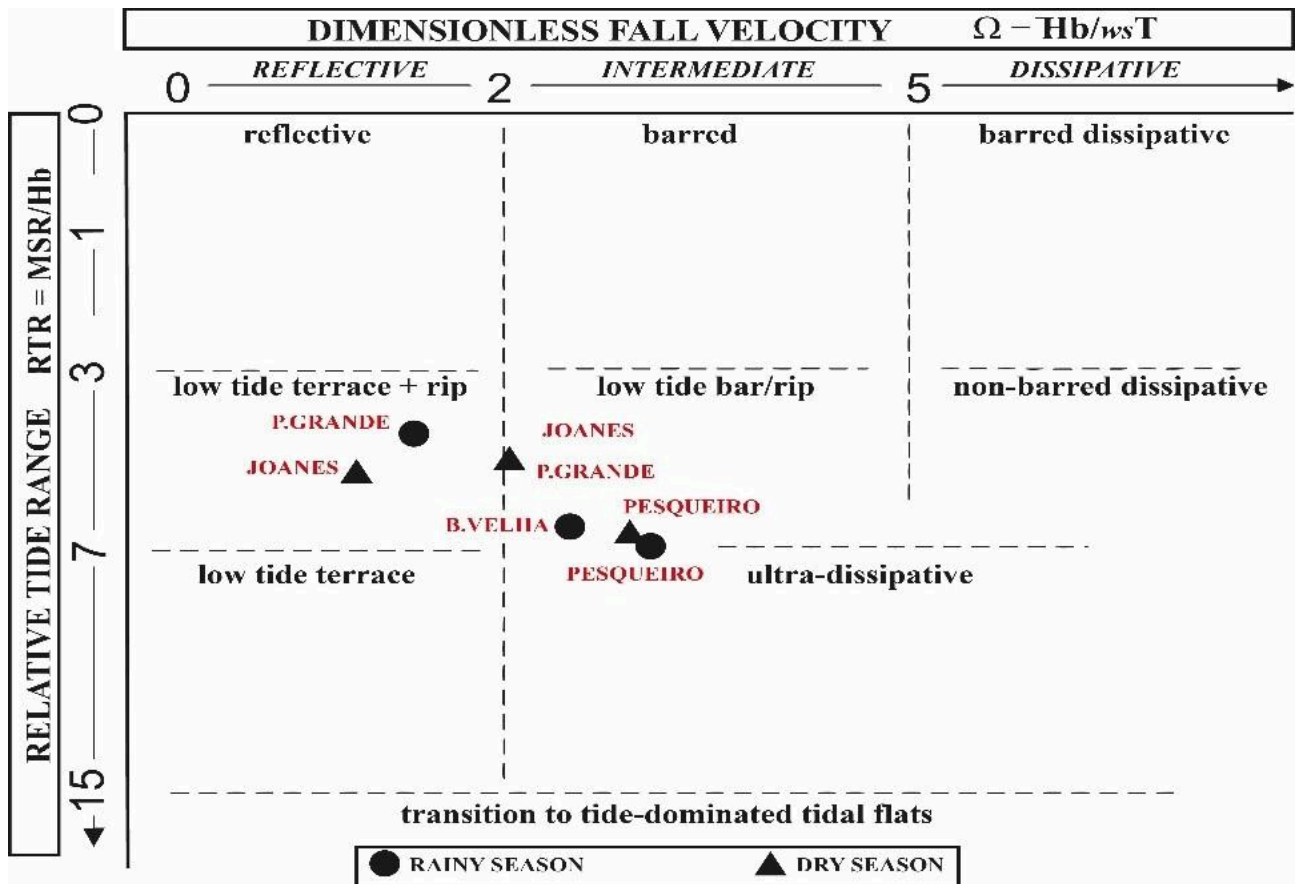 DIMENSIONLESS FALL VELOCITY Ω – Hb/wsT
REFLECTIVE INTERMEDIATE DISSIPATIVE
0 2 5
RELATIVE TIDE RANGE RTR = MSR/Hb
0
1
3
7
15
reflective barred barred dissipative
low tide terrace + rip low tide bar/rip non-barred dissipative
P.GRANDE
JOANES
JOANES
P.GRANDE
B.VELHA
PESQUEIRO
PESQUEIRO
low tide terrace ultra-dissipative
transition to tide-dominated tidal flats
RAINY SEASON DRY SEASON